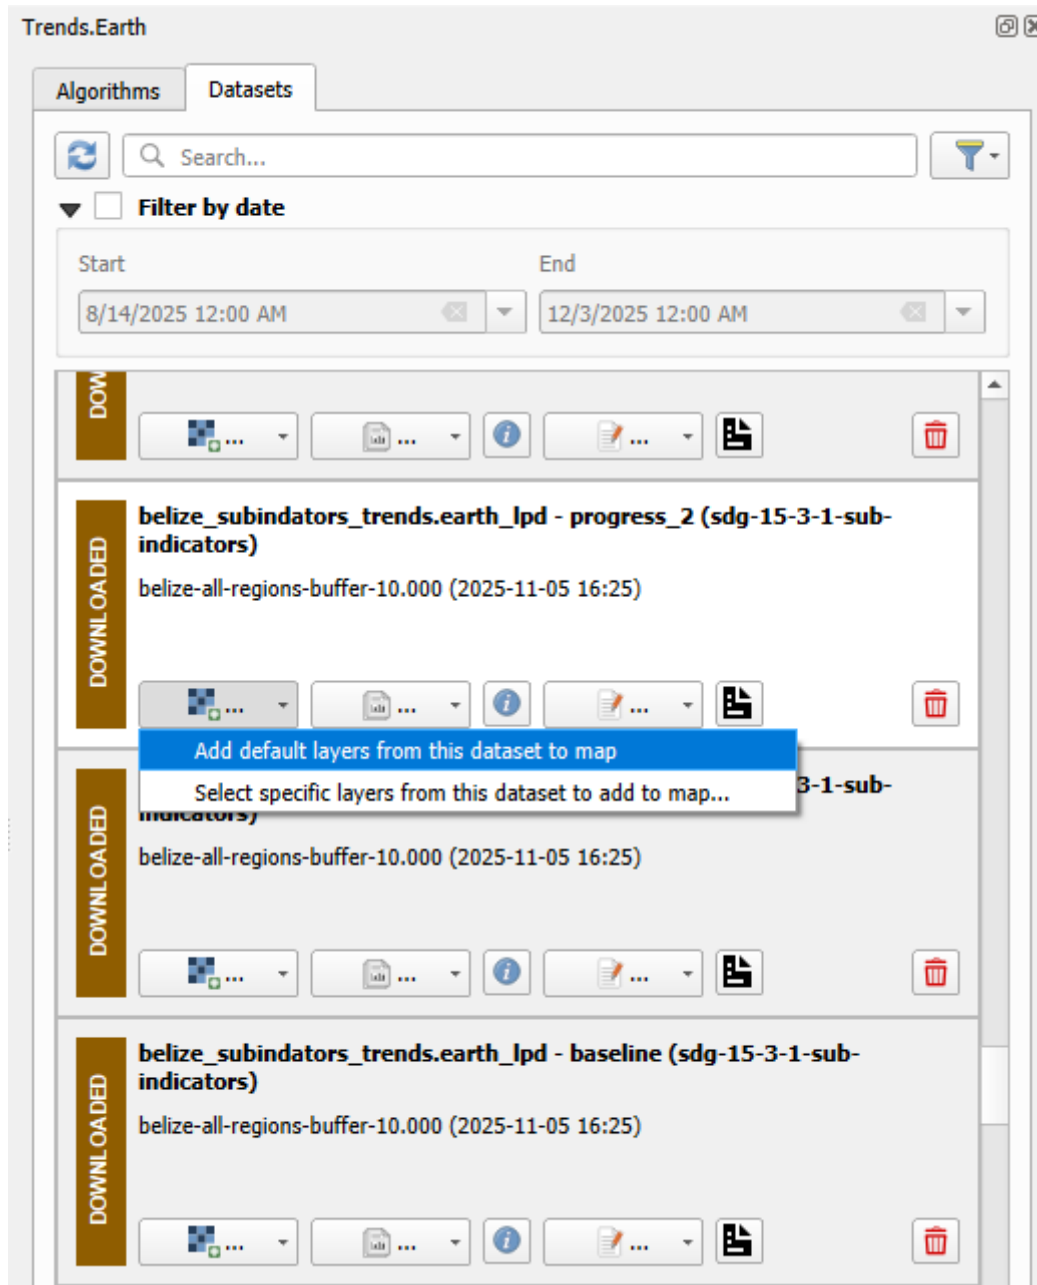 Trends.Earth
Algorithms
Datasets
Search...
Filter by date
Start
End
8/14/2025 12:00 AM
12/3/2025 12:00 AM
DOW
...
...
...
belize_subindators_trends.earth_lpd - progress_2 (sdg-15-3-1-sub-
indicators)
belize-all-regions-buffer-10.000 (2025-11-05 16:25)
DOWNLOADED
...
...
...
Add default layers from this dataset to map
Select specific layers from this dataset to add to map...
3-1-sub-
indicators)
belize-all-regions-buffer-10.000 (2025-11-05 16:25)
DOWNLOADED
...
...
...
belize_subindators_trends.earth_lpd - baseline (sdg-15-3-1-sub-
indicators)
belize-all-regions-buffer-10.000 (2025-11-05 16:25)
DOWNLOADED
...
...
...